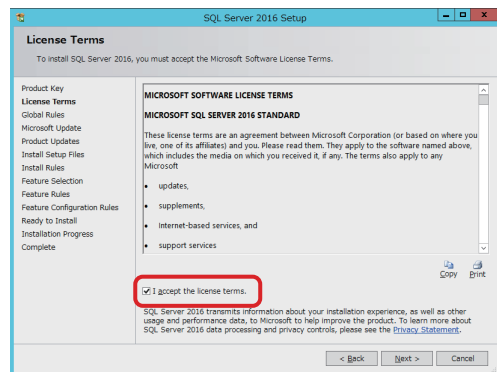 SQL Server 2016 Setup
License Terms
To install SQL Server 2016, you must accept the Microsoft Software License Terms.
Product Key
License Terms
Global Rules
Microsoft Update
Product Updates
Install Setup Files
Install Rules
Feature Selection
Feature Rules
Feature Configuration Rules
Ready to Install
Installation Progress
Complete
MICROSOFT SOFTWARE LICENSE TERMS
MICROSOFT SQL SERVER 2016 STANDARD
These license terms are an agreement between Microsoft Corporation (or based on where you
live, one of its affiliates) and you. Please read them. They apply to the software named above,
which includes the media on which you received it, if any. The terms also apply to any
Microsoft
• updates,
• supplements,
• Internet-based services, and
• support services
Copy Print
I accept the license terms.
SQL Server 2016 transmits information about your installation experience, as well as other
usage and performance data, to Microsoft to help improve the product. To learn more about
SQL Server 2016 data processing and privacy controls, please see the Privacy Statement.
< Back Next > Cancel